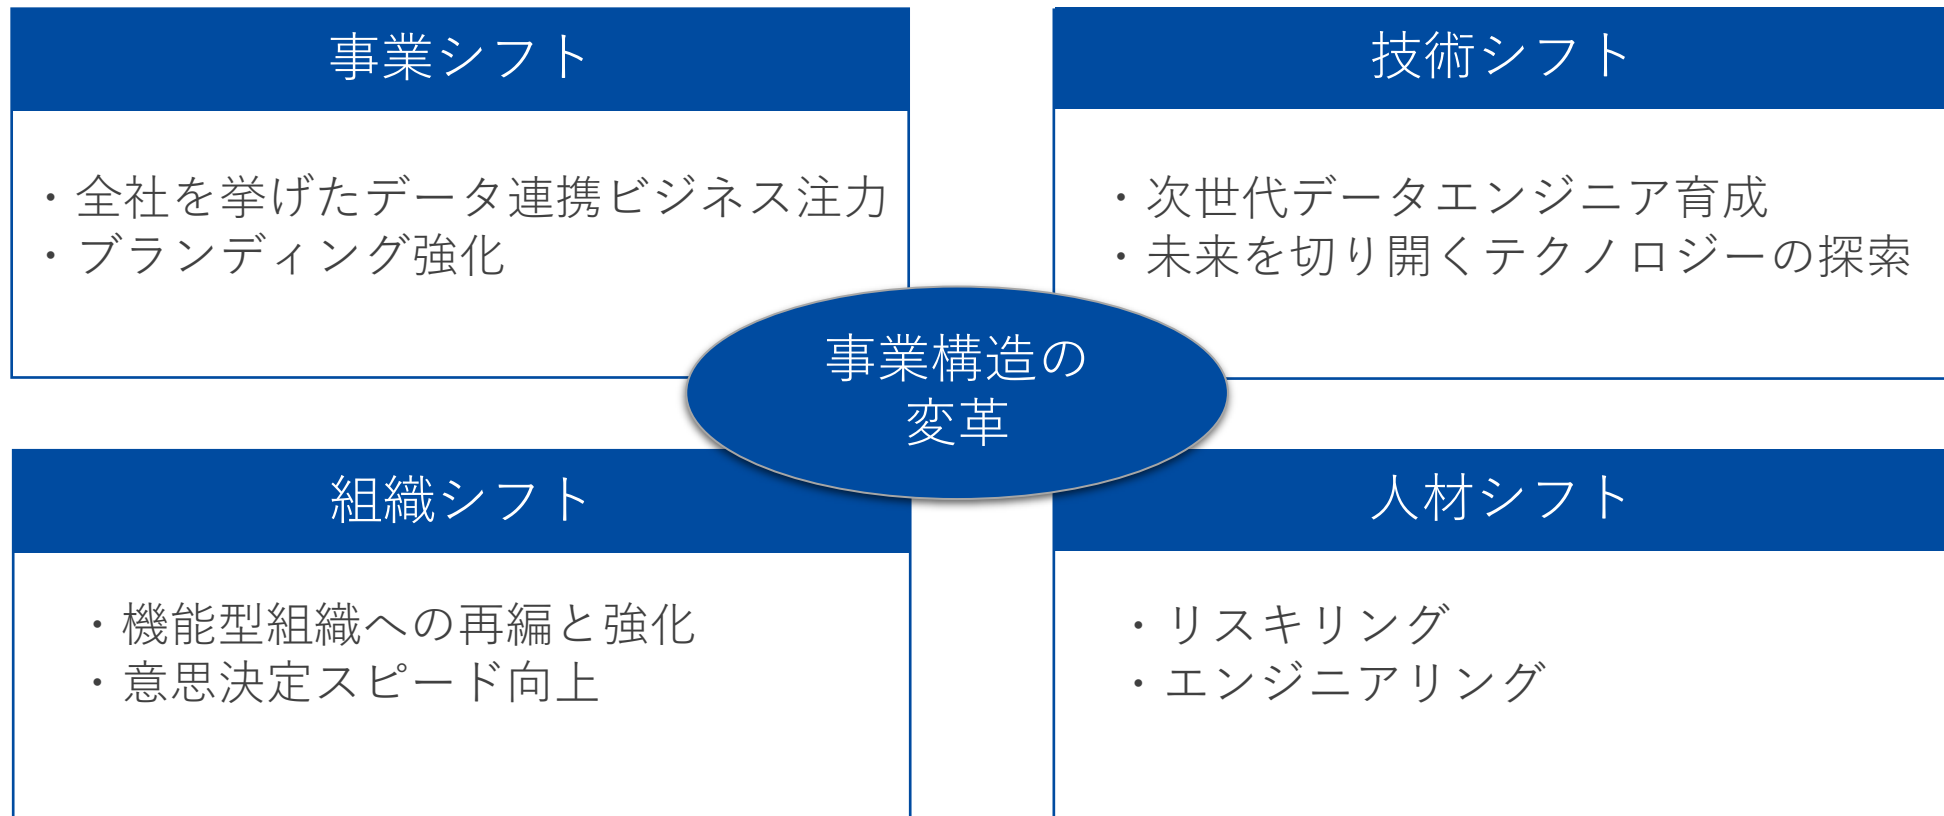 事業シフト
・全社を挙げたデータ連携ビジネス注力
・ブランディング強化
技術シフト
・次世代データエンジニア育成
・未来を切り開くテクノロジーの探索
事業構造の
変革
組織シフト
・機能型組織への再編と強化
・意思決定スピード向上
人材シフト
・リスキリング
・エンジニアリング